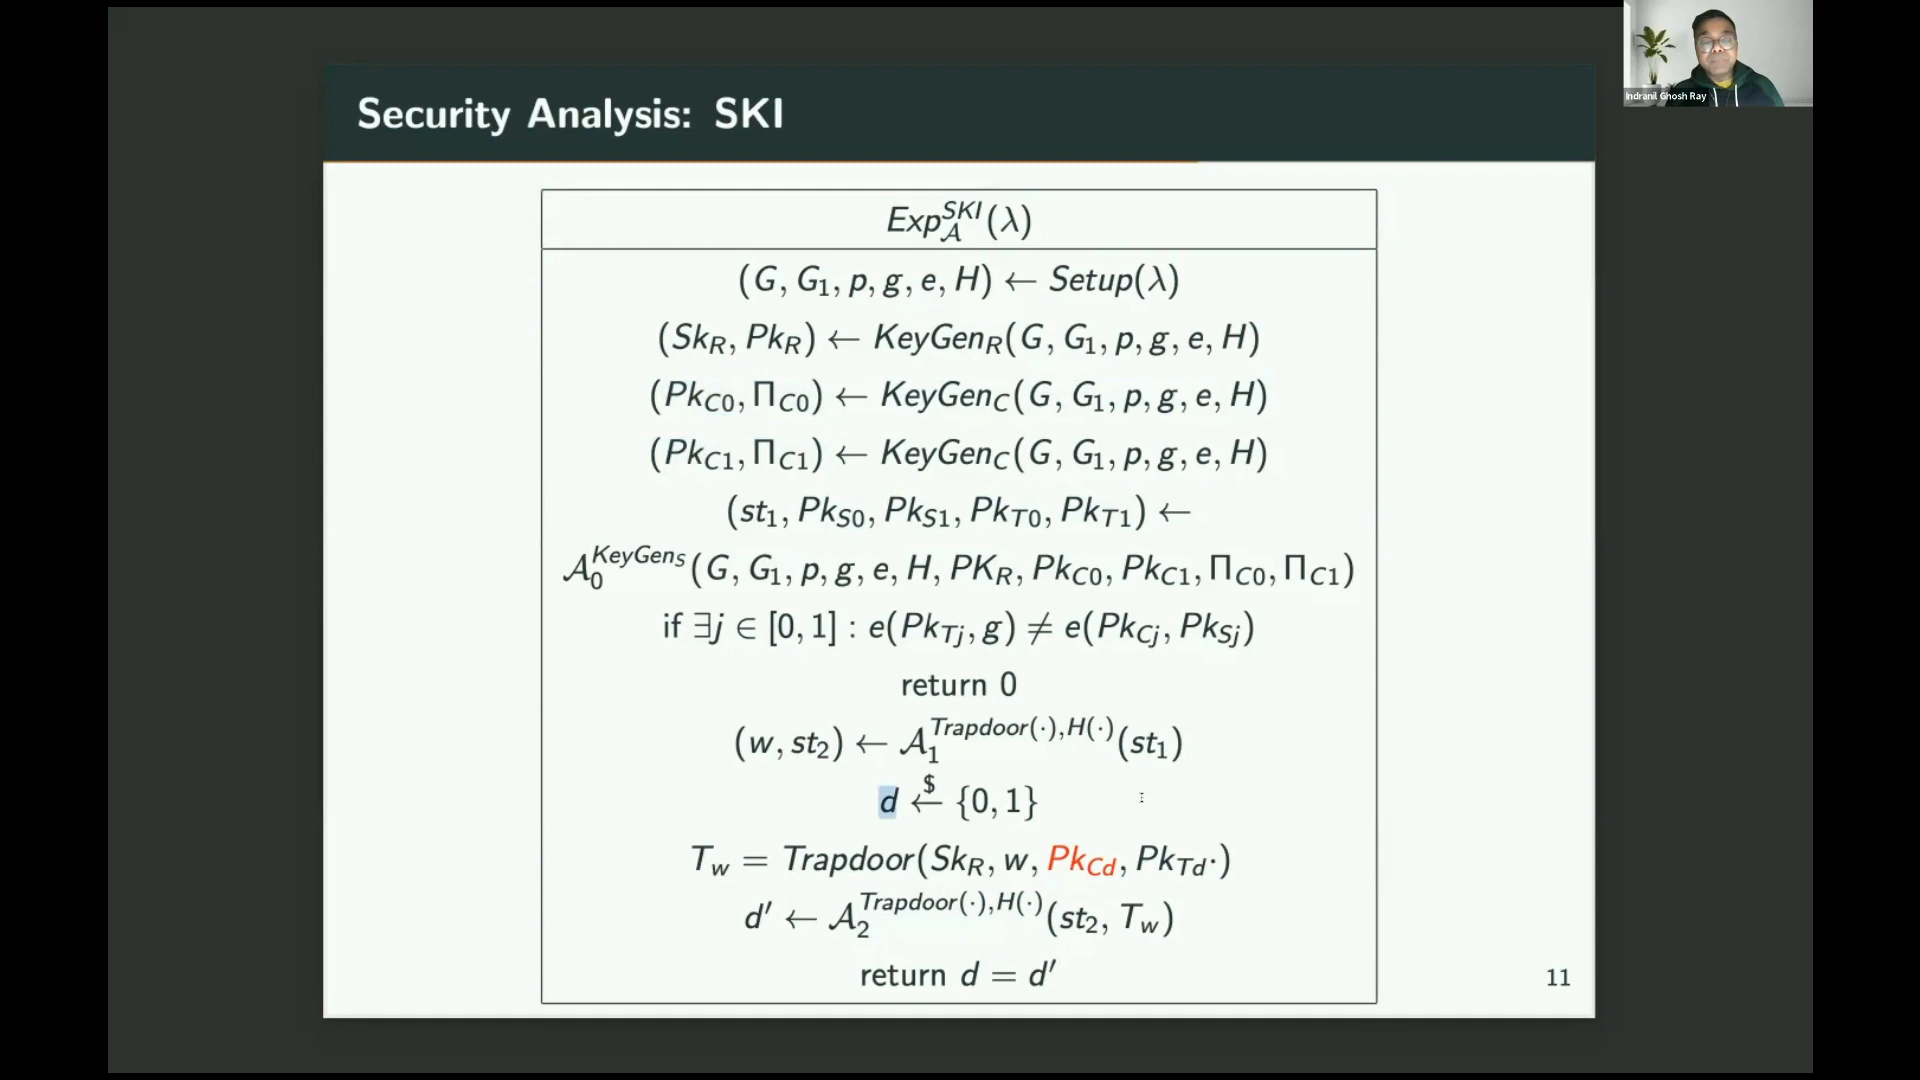 Indranil Ghosh Ray
Security Analysis: SKI
Exp_𝒜^{SKI}(λ)
(G, G₁, p, g, e, H) ← Setup(λ)
(Sk_R, Pk_R) ← KeyGen_R(G, G₁, p, g, e, H)
(Pk_{C0}, Π_{C0}) ← KeyGen_C(G, G₁, p, g, e, H)
(Pk_{C1}, Π_{C1}) ← KeyGen_C(G, G₁, p, g, e, H)
(st₁, Pk_{S0}, Pk_{S1}, Pk_{T0}, Pk_{T1}) ←
𝒜₀^{KeyGen_S}(G, G₁, p, g, e, H, PK_R, Pk_{C0}, Pk_{C1}, Π_{C0}, Π_{C1})
if ∃j ∈ [0, 1] : e(Pk_{Tj}, g) ≠ e(Pk_{Cj}, Pk_{Sj})
return 0
(w, st₂) ← 𝒜₁^{Trapdoor(·),H(·)}(st₁)
d ←^$ {0, 1}
T_w = Trapdoor(Sk_R, w, Pk_{Cd}, Pk_{Td}·)
d′ ← 𝒜₂^{Trapdoor(·),H(·)}(st₂, T_w)
return d = d′
11